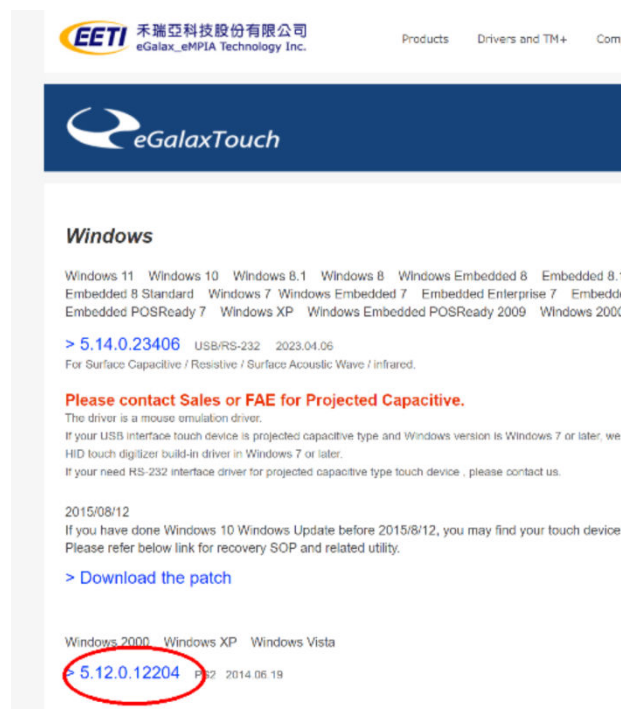 EETI 禾瑞亞科技股份有限公司
eGalax_eMPIA Technology Inc.
Products Drivers and TM+ Com
eGalaxTouch
Windows
Windows 11 Windows 10 Windows 8.1 Windows 8 Windows Embedded 8 Embedded 8.1
Embedded 8 Standard Windows 7 Windows Embedded 7 Embedded Enterprise 7 Embedde
Embedded POSReady 7 Windows XP Windows Embedded POSReady 2009 Windows 2000
> 5.14.0.23406 USB/RS-232 2023.04.06
For Surface Capacitive / Resistive / Surface Acoustic Wave / infrared.
Please contact Sales or FAE for Projected Capacitive.
The driver is a mouse emulation driver.
If your USB interface touch device is projected capacitive type and Windows version is Windows 7 or later, we
HID touch digitizer build-in driver in Windows 7 or later.
If your need RS-232 interface driver for projected capacitive type touch device , please contact us.
2015/08/12
If you have done Windows 10 Windows Update before 2015/8/12, you may find your touch device
Please refer below link for recovery SOP and related utility.
> Download the patch
Windows 2000 Windows XP Windows Vista
> 5.12.0.12204 PS2 2014.06.19